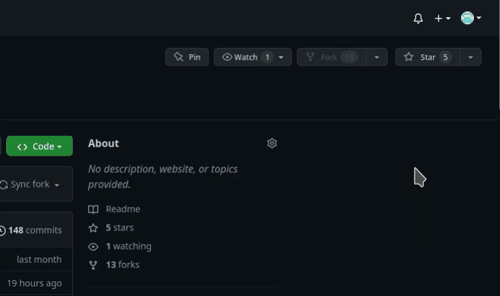 Pin
Watch 1
Fork 13
Star 5
Code
About
No description, website, or topics
provided.
Sync fork
Readme
5 stars
148 commits
1 watching
last month
13 forks
19 hours ago